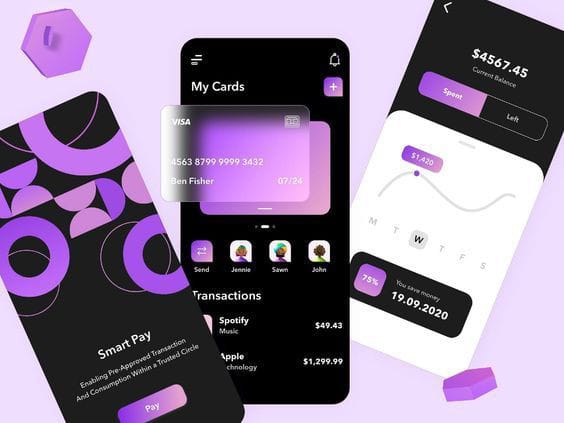 Smart Pay
Enabling Pre-Approved Transaction
And Consumption Within a Trusted Circle
Pay
My Cards
+
VISA
4563 8799 9999 3432
Ben Fisher 07/24
Send Jennie Sawn John
Transactions
Spotify
Music
$49.43
Apple
echnology
$1,299.99
$4567.45
Current Balance
Spent Left
$1,420
M T W T F S
75%
You save money
19.09.2020